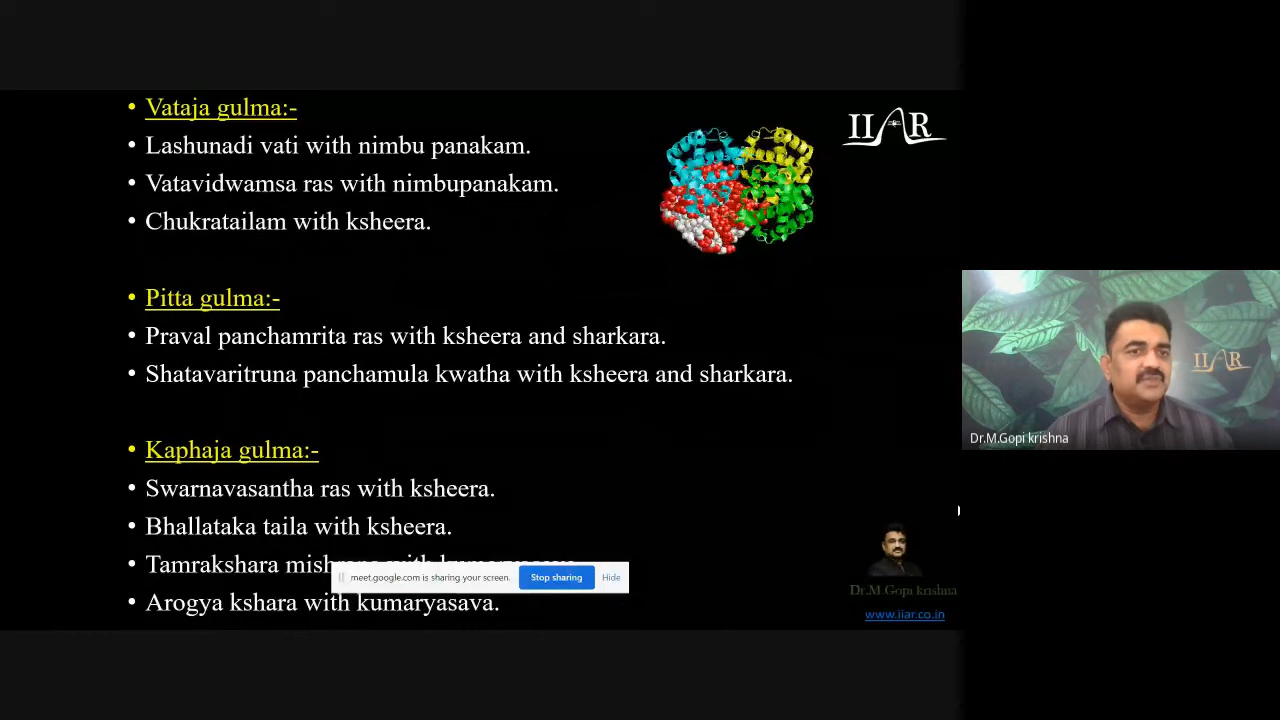 • Vataja gulma:-
• Lashunadi vati with nimbu panakam.
• Vatavidwamsa ras with nimbupanakam.
• Chukratailam with ksheera.
• Pitta gulma:-
• Praval panchamrita ras with ksheera and sharkara.
• Shatavaritruna panchamula kwatha with ksheera and sharkara.
• Kaphaja gulma:-
• Swarnavasantha ras with ksheera.
• Bhallataka taila with ksheera.
• Tamrakshara
• Arogya kshara with kumaryasava.
meet.google.com is sharing your screen. Stop sharing Hide
IIAR
IIAR
Dr.M.Gopi krishna
Dr.M.Gopi krishna
www.iiar.co.in